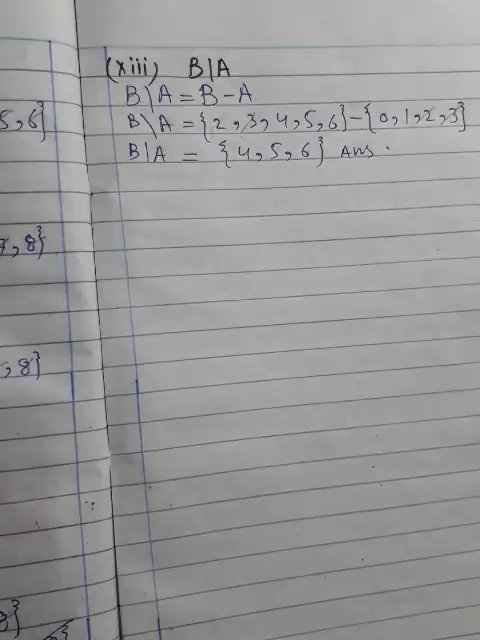 (xiii) B|A
B\A = B - A
B\A = {2,3,4,5,6} - {0,1,2,3}
B|A = {4,5,6} Ans.
5,6}
7,8}
,8}